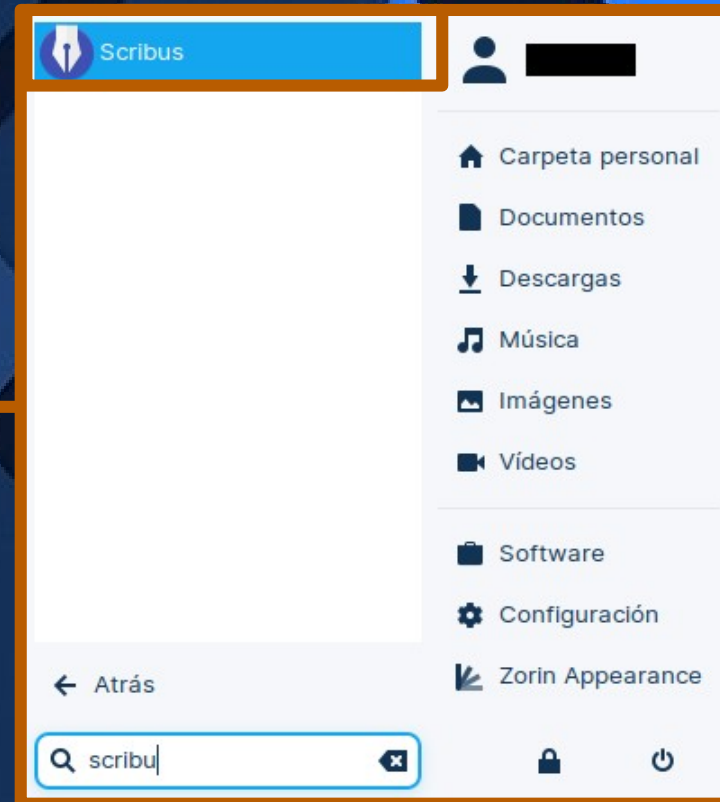 Scribus
Carpeta personal
Documentos
Descargas
Música
Imágenes
Vídeos
Software
Configuración
Zorin Appearance
Atrás
scribu